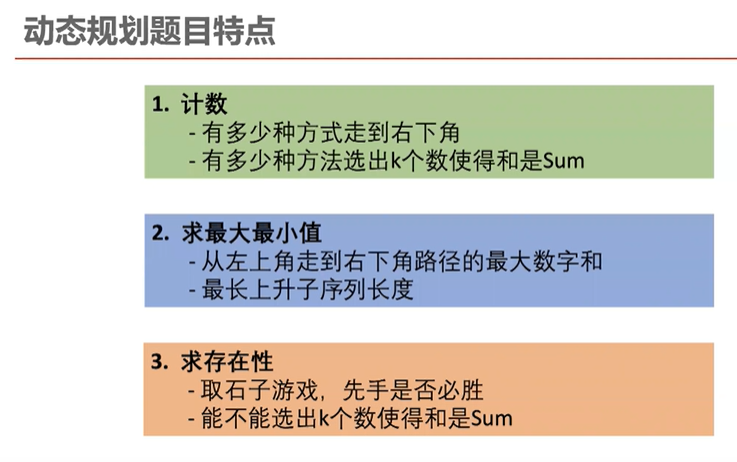 动态规划题目特点
1. 计数
- 有多少种方式走到右下角
- 有多少种方法选出k个数使得和是Sum
2. 求最大最小值
- 从左上角走到右下角路径的最大数字和
- 最长上升子序列长度
3. 求存在性
- 取石子游戏，先手是否必胜
- 能不能选出k个数使得和是Sum